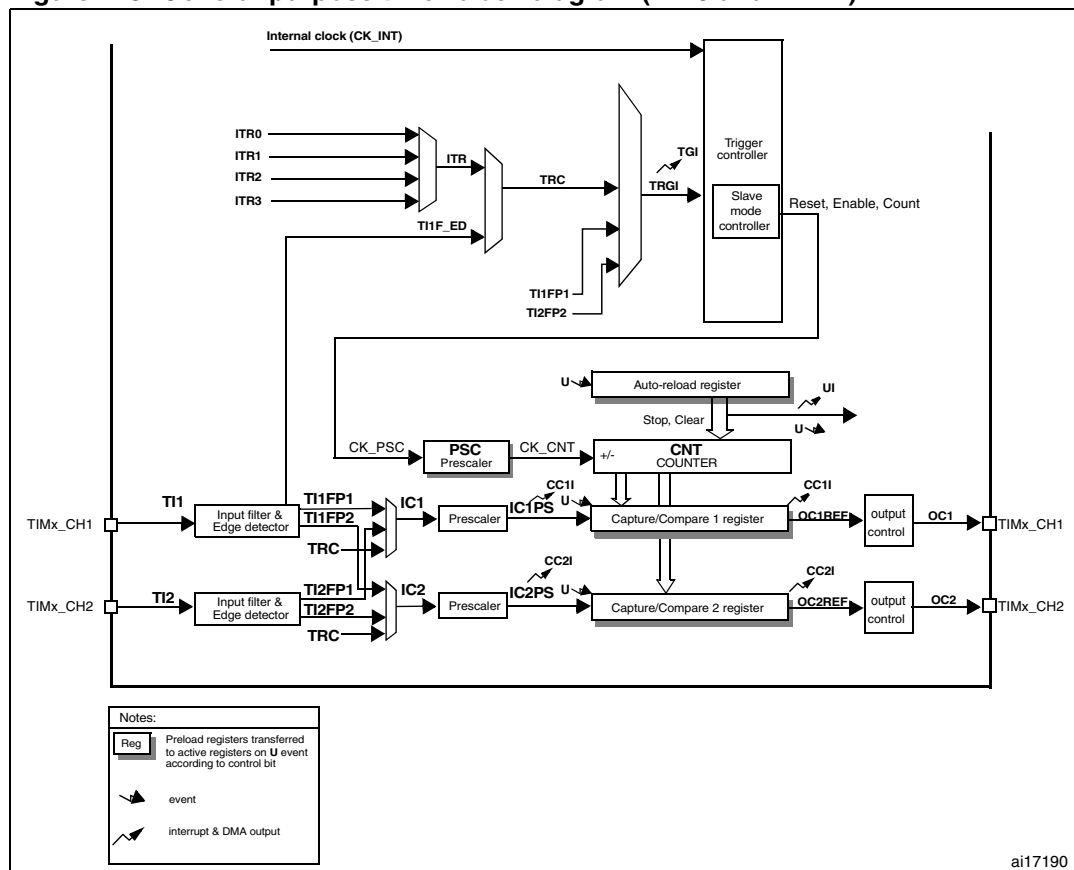 Internal clock (CK_INT)
ITR0
ITR1
ITR2
ITR3
ITR
TI1F_ED
TRC
TI1FP1
TI2FP2
TGI
TRGI
Trigger
controller
Slave
mode
controller
Reset, Enable, Count
U
Auto-reload register
UI
Stop, Clear
U
CK_PSC
PSC
Prescaler
CK_CNT
+/-
CNT
COUNTER
TIMx_CH1
TI1
Input filter &
Edge detector
TI1FP1
TI1FP2
TRC
IC1
Prescaler
IC1PS
CC1I
U
Capture/Compare 1 register
CC1I
OC1REF
output
control
OC1
TIMx_CH1
TIMx_CH2
TI2
Input filter &
Edge detector
TI2FP1
TI2FP2
TRC
IC2
Prescaler
IC2PS
CC2I
U
Capture/Compare 2 register
CC2I
OC2REF
output
control
OC2
TIMx_CH2
Notes:
Reg
Preload registers transferred
to active registers on U event
according to control bit
event
interrupt & DMA output
ai17190